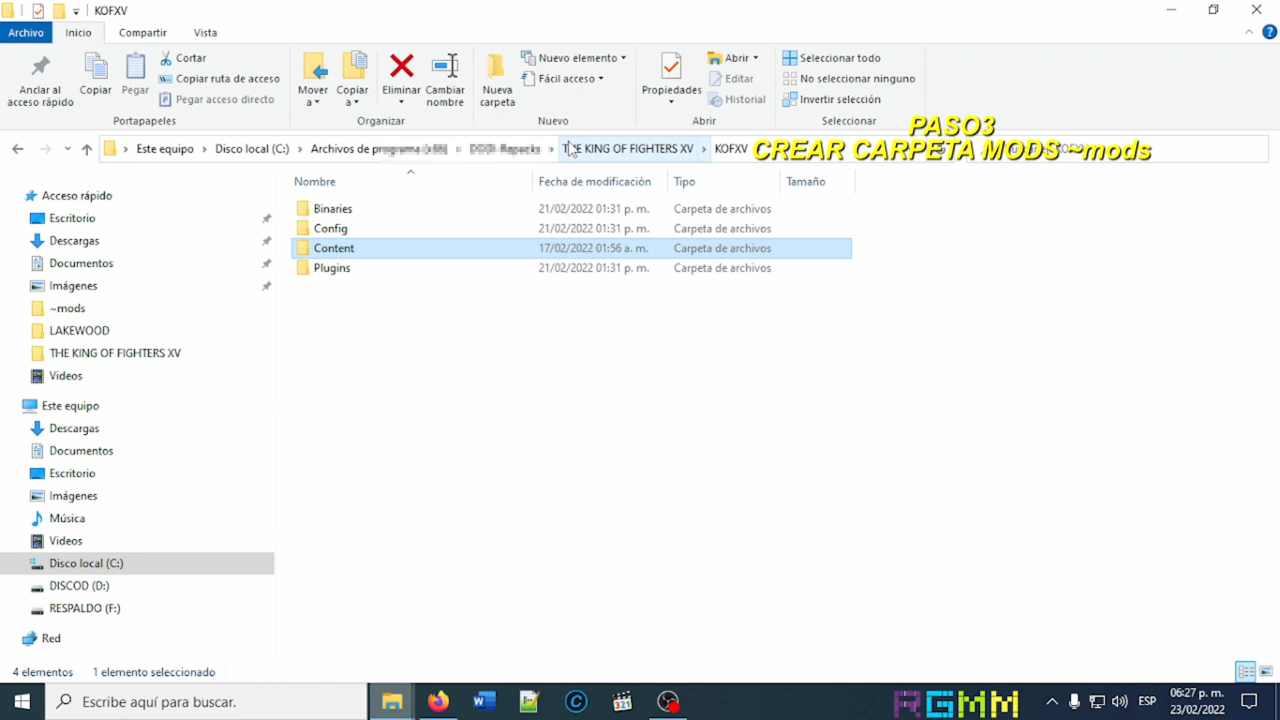 KOFXV
Archivo Inicio Compartir Vista
Anclar al acceso rápido
Copiar
Pegar
Cortar
Copiar ruta de acceso
Pegar acceso directo
Portapapeles
Mover a
Copiar a
Eliminar
Cambiar nombre
Organizar
Nueva carpeta
Nuevo elemento
Fácil acceso
Nuevo
Propiedades
Abrir
Editar
Historial
Abrir
Seleccionar todo
No seleccionar ninguno
Invertir selección
Seleccionar
PASO3
CREAR CARPETA MODS ~mods
Este equipo > Disco local (C:) > Archivos de programa (x86) > > THE KING OF FIGHTERS XV > KOFXV
Nombre Fecha de modificación Tipo Tamaño
Binaries 21/02/2022 01:31 p. m. Carpeta de archivos
Config 21/02/2022 01:31 p. m. Carpeta de archivos
Content 17/02/2022 01:56 a. m. Carpeta de archivos
Plugins 21/02/2022 01:31 p. m. Carpeta de archivos
Acceso rápido
Escritorio
Descargas
Documentos
Imágenes
~mods
LAKEWOOD
THE KING OF FIGHTERS XV
Videos
Este equipo
Descargas
Documentos
Escritorio
Imágenes
Música
Videos
Disco local (C:)
DISCOD (D:)
RESPALDO (F:)
Red
4 elementos 1 elemento seleccionado
Escribe aquí para buscar.
321
RGMM
ESP
06:27 p. m.
23/02/2022